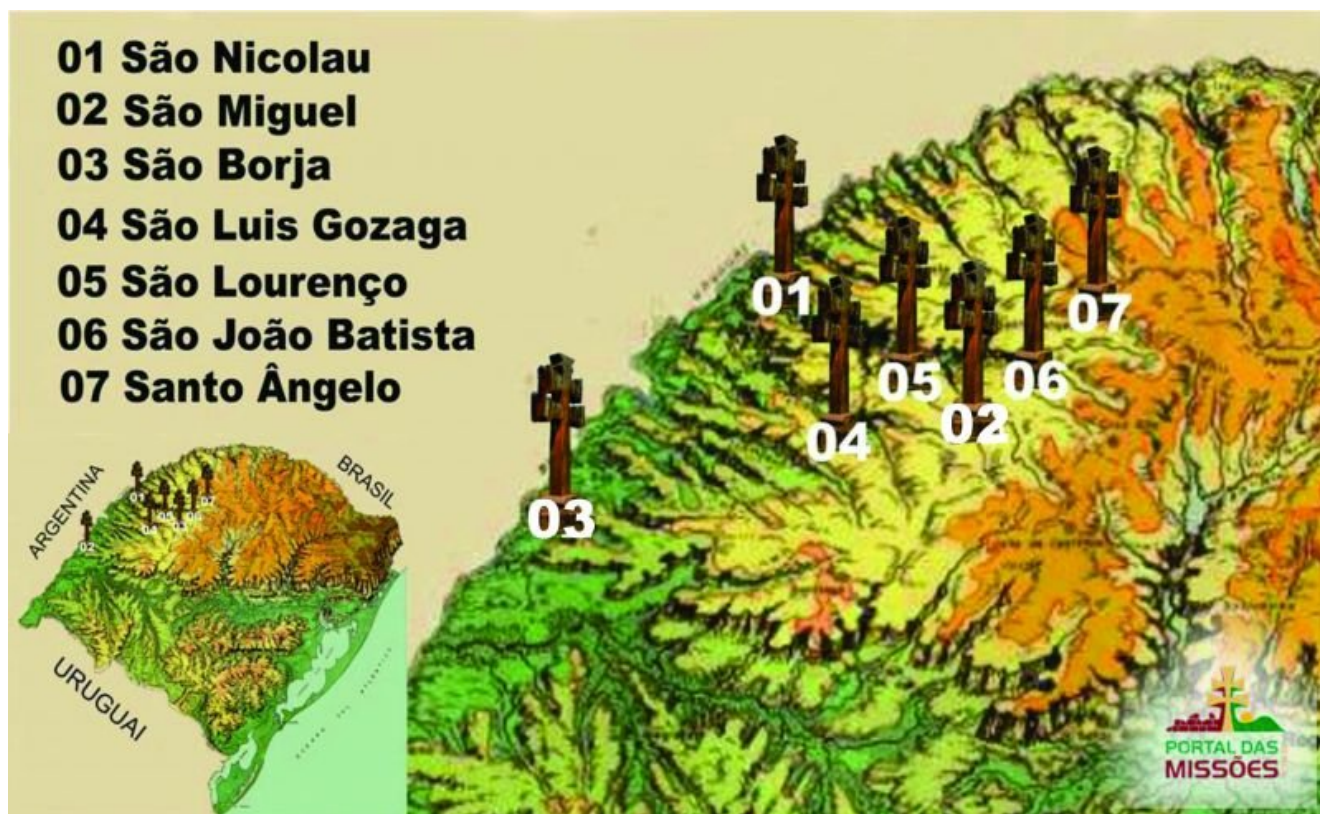 01 São Nicolau
02 São Miguel
03 São Borja
04 São Luis Gozaga
05 São Lourenço
06 São João Batista
07 Santo Ângelo
01
07
05
06
02
04
03
ARGENTINA
BRASIL
URUGUAI
02
PORTAL DAS
MISSÕES